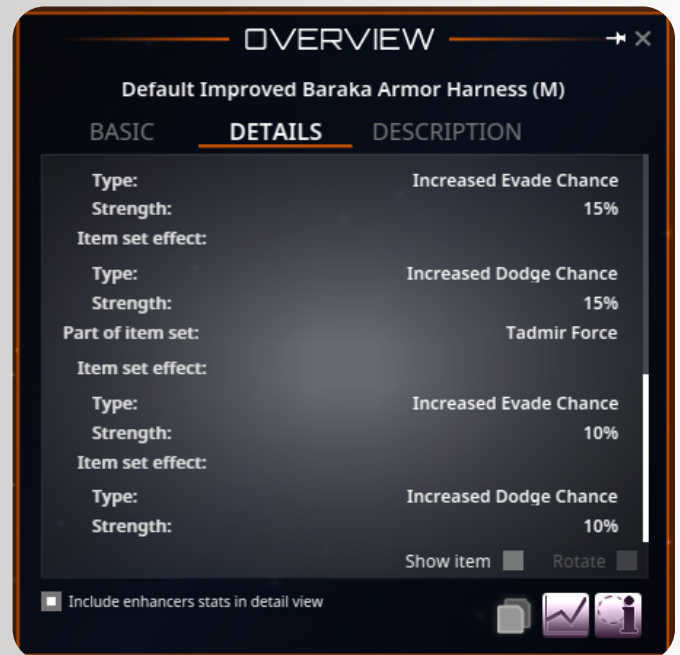 OVERVIEW
Default Improved Baraka Armor Harness (M)
BASIC DETAILS DESCRIPTION
Type: Increased Evade Chance
Strength: 15%
Item set effect:
Type: Increased Dodge Chance
Strength: 15%
Part of item set: Tadmir Force
Item set effect:
Type: Increased Evade Chance
Strength: 10%
Item set effect:
Type: Increased Dodge Chance
Strength: 10%
Show item Rotate
Include enhancers stats in detail view